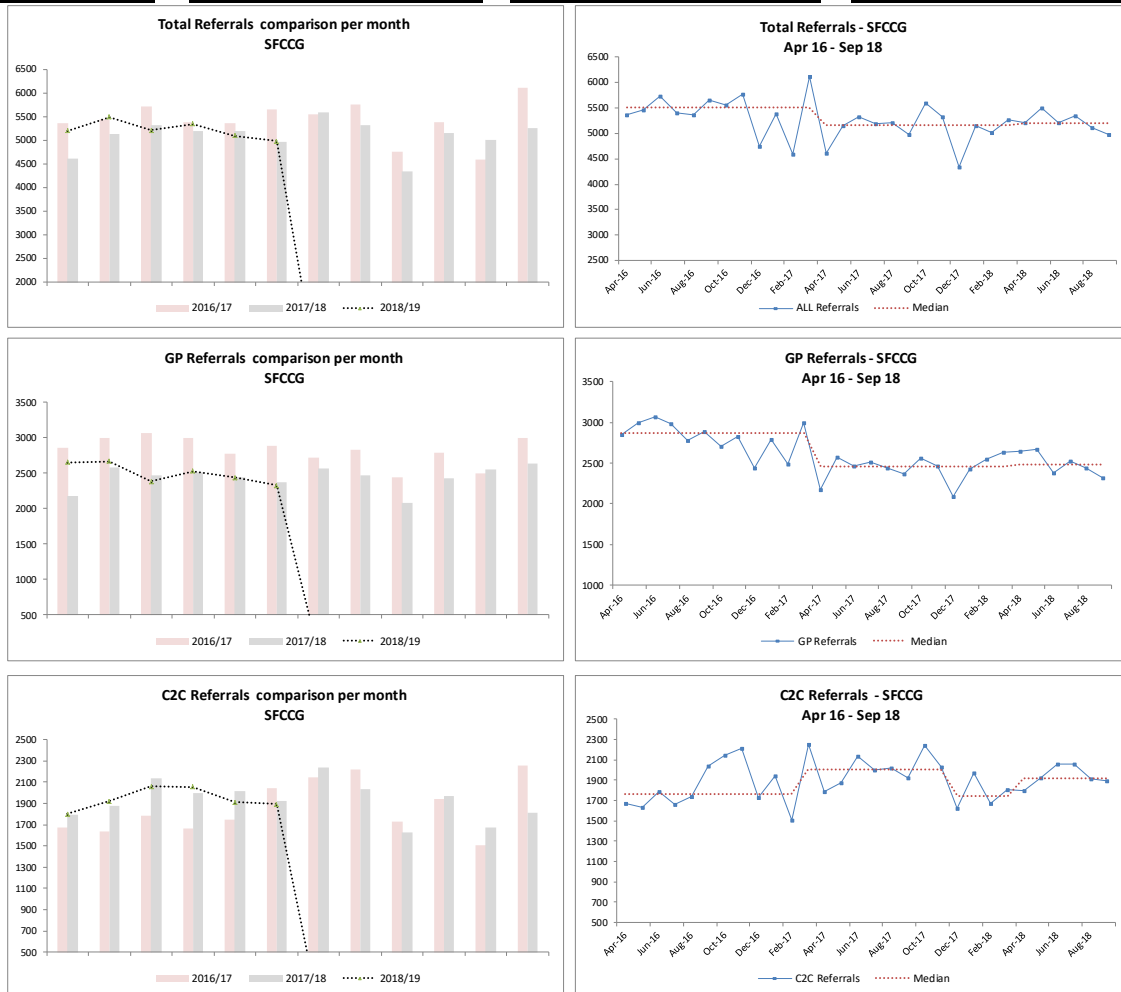 Total Referrals comparison per month
SFCCG
6500
6000
5500
5000
4500
4000
3500
3000
2500
2000
2016/17 2017/18 2018/19
Total Referrals - SFCCG
Apr 16 - Sep 18
6500
6000
5500
5000
4500
4000
3500
3000
2500
Apr-16 Jun-16 Aug-16 Oct-16 Dec-16 Feb-17 Apr-17 Jun-17 Aug-17 Oct-17 Dec-17 Feb-18 Apr-18 Jun-18 Aug-18
ALL Referrals Median
GP Referrals comparison per month
SFCCG
3500
3000
2500
2000
1500
1000
500
2016/17 2017/18 2018/19
GP Referrals - SFCCG
Apr 16 - Sep 18
3500
3000
2500
2000
1500
1000
Apr-16 Jun-16 Aug-16 Oct-16 Dec-16 Feb-17 Apr-17 Jun-17 Aug-17 Oct-17 Dec-17 Feb-18 Apr-18 Jun-18 Aug-18
GP Referrals Median
C2C Referrals comparison per month
SFCCG
2500
2300
2100
1900
1700
1500
1300
1100
900
700
500
2016/17 2017/18 2018/19
C2C Referrals - SFCCG
Apr 16 - Sep 18
2500
2300
2100
1900
1700
1500
1300
1100
900
700
500
Apr-16 Jun-16 Aug-16 Oct-16 Dec-16 Feb-17 Apr-17 Jun-17 Aug-17 Oct-17 Dec-17 Feb-18 Apr-18 Jun-18 Aug-18
C2C Referrals Median